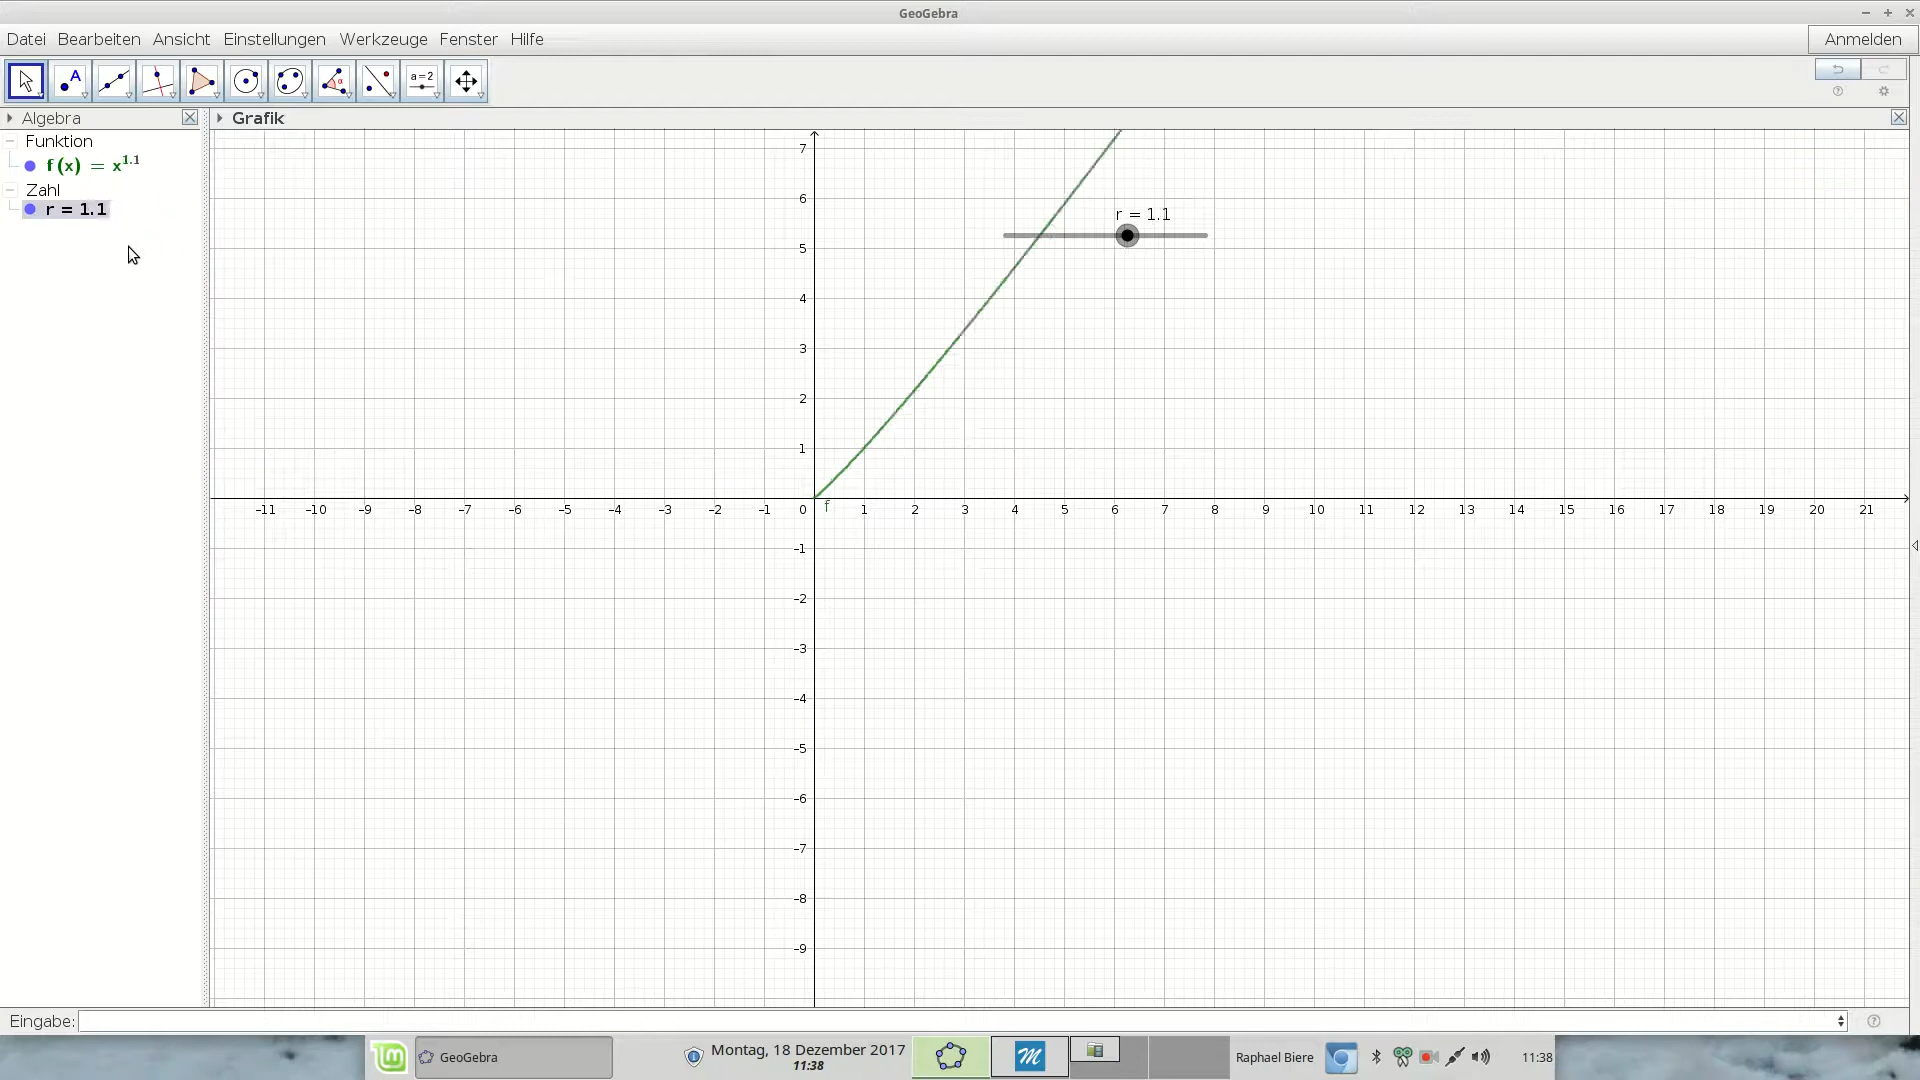 GeoGebra
Datei Bearbeiten Ansicht Einstellungen Werkzeuge Fenster Hilfe
Anmelden
A
α
a=2
Algebra
Grafik
Funktion
f (x) = x^1.1
Zahl
r = 1.1
r = 1.1
7
6
5
4
3
2
1
f
-11 -10 -9 -8 -7 -6 -5 -4 -3 -2 -1 0 1 2 3 4 5 6 7 8 9 10 11 12 13 14 15 16 17 18 19 20 21
-1
-2
-3
-4
-5
-6
-7
-8
-9
Eingabe:
GeoGebra
Montag, 18 Dezember 2017
11:38
Raphael Biere
11:38